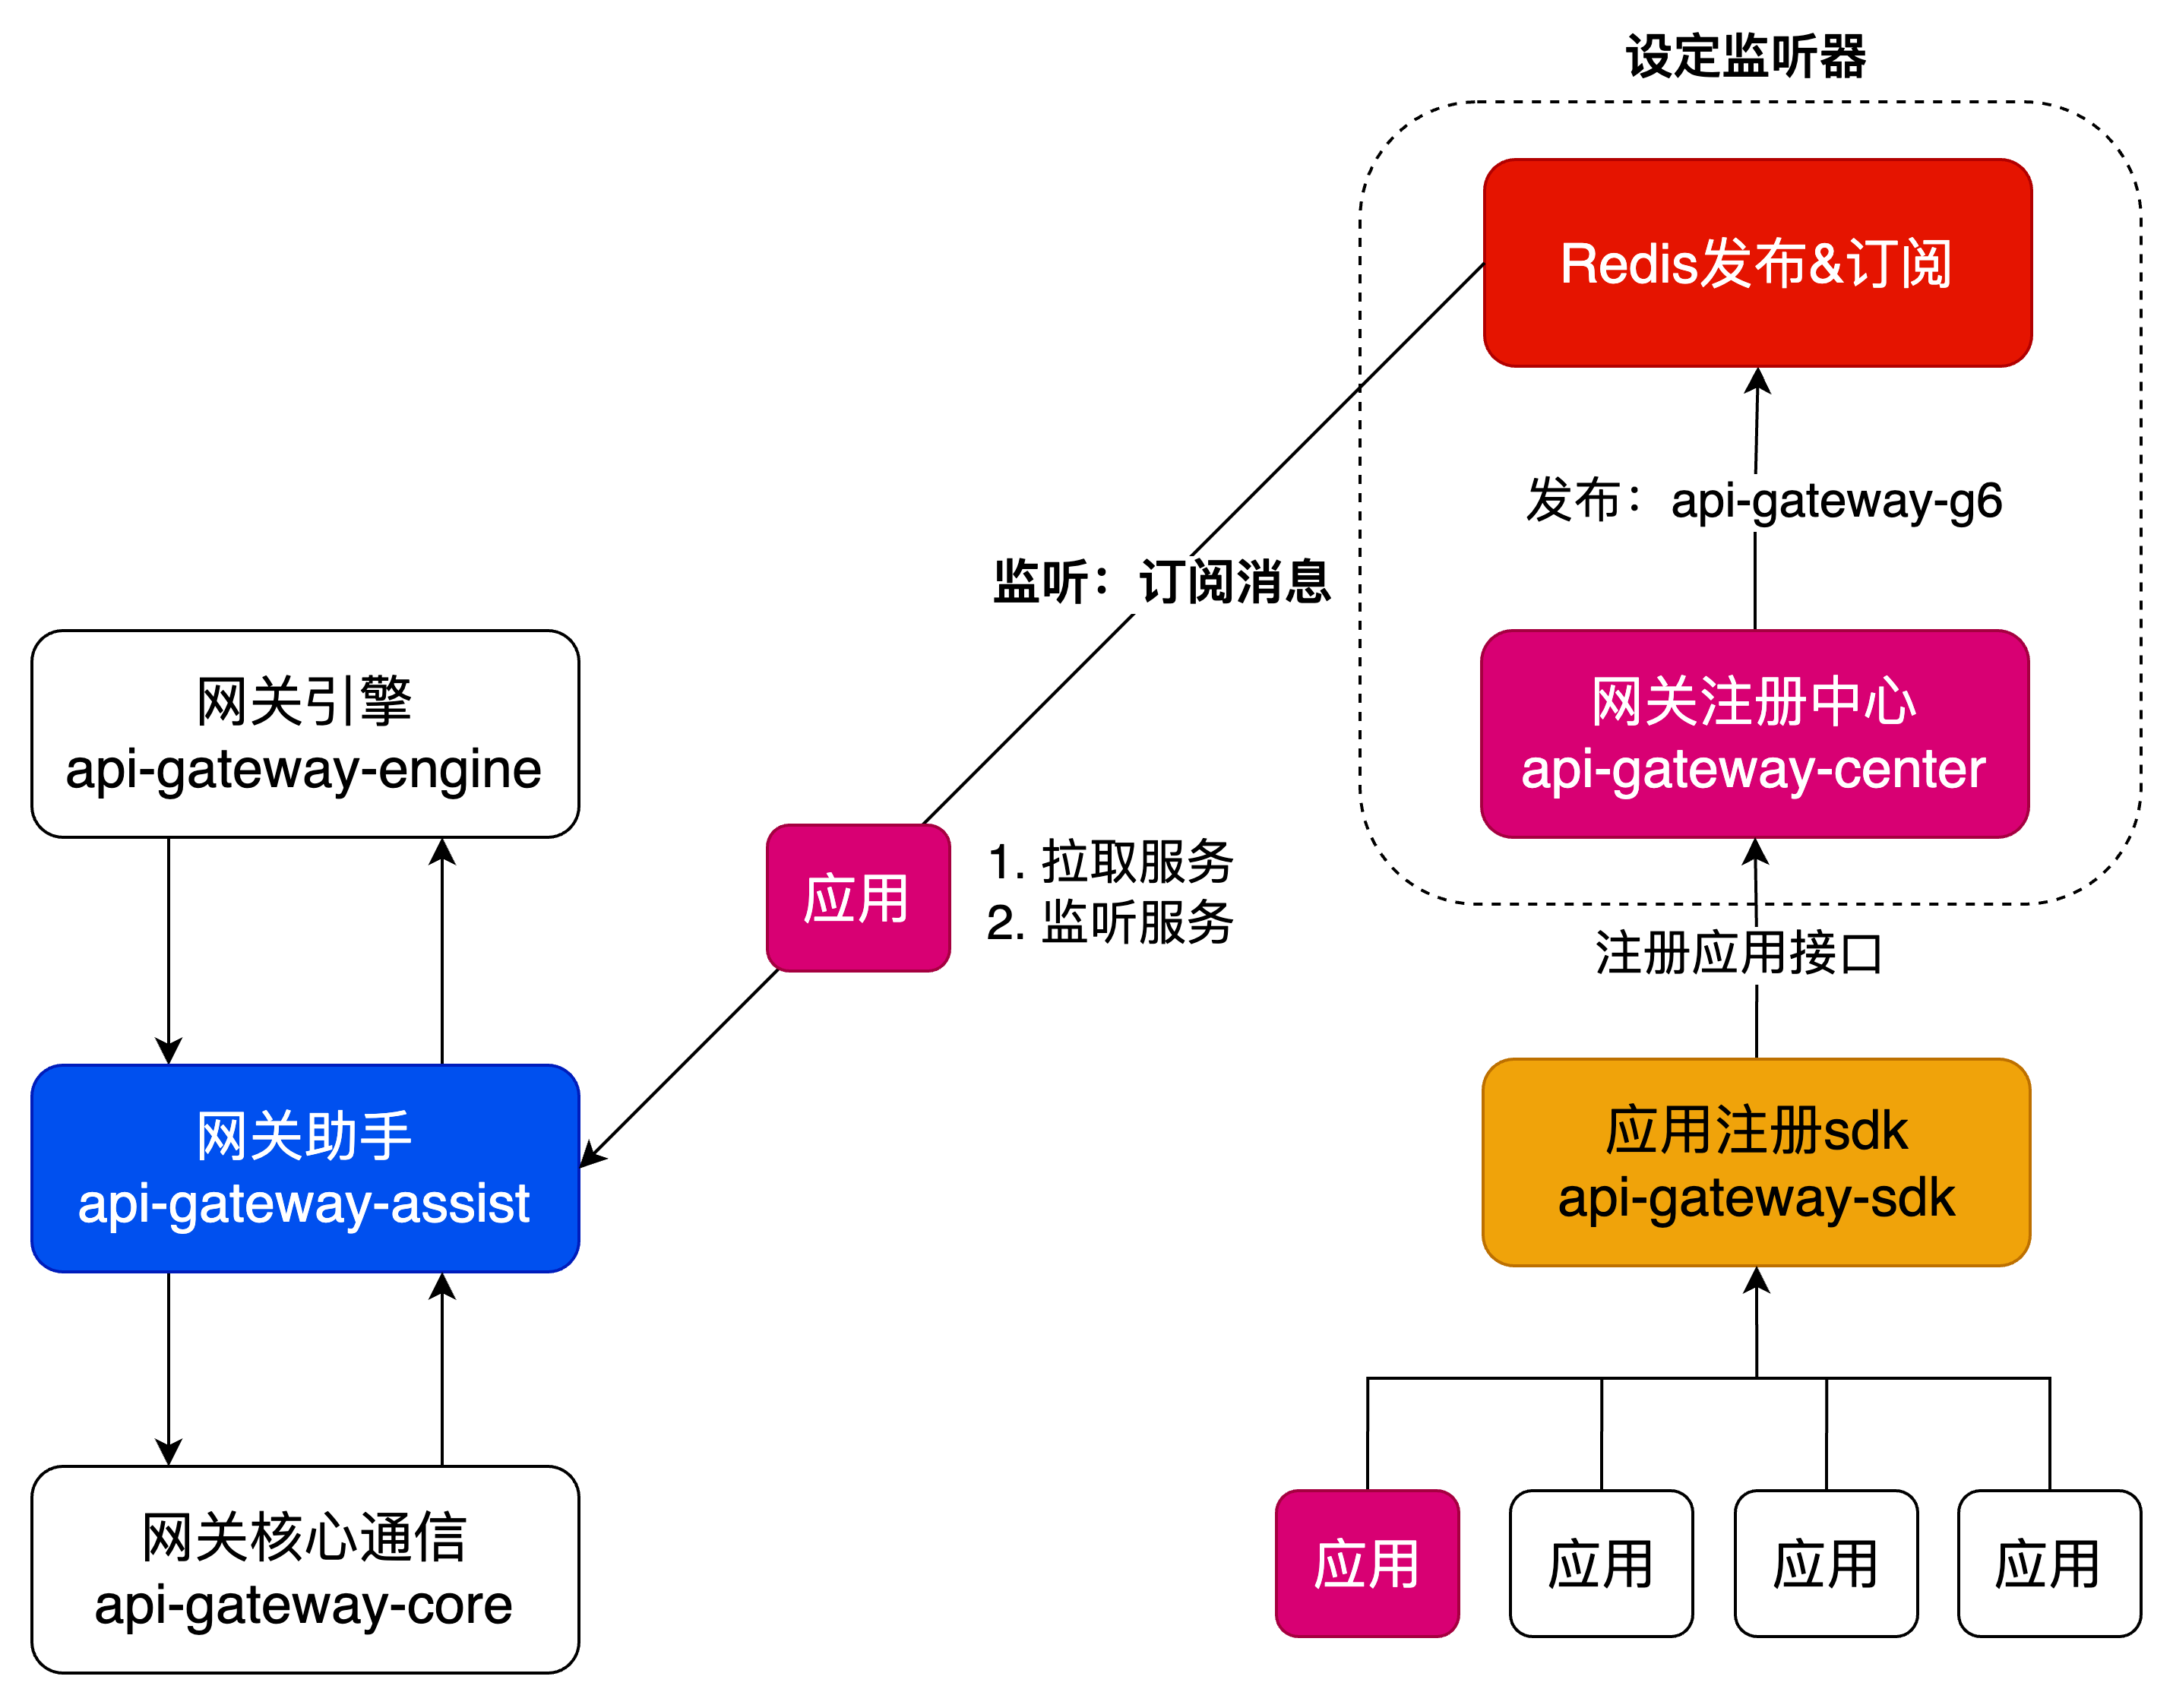 设定监听器
Redis发布&订阅
发布：api-gateway-g6
监听：订阅消息
网关引擎
api-gateway-engine
网关注册中心
api-gateway-center
应用
1. 拉取服务
2. 监听服务
注册应用接口
网关助手
api-gateway-assist
应用注册sdk
api-gateway-sdk
网关核心通信
api-gateway-core
应用
应用
应用
应用